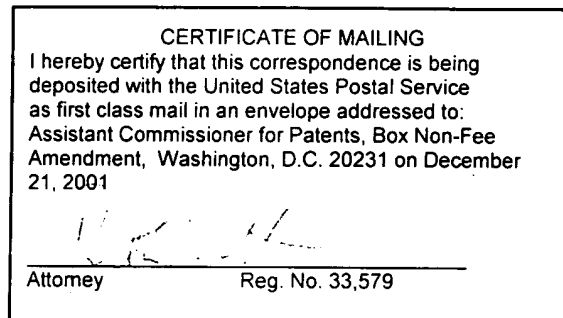 CERTIFICATE OF MAILING
I hereby certify that this correspondence is being
deposited with the United States Postal Service
as first class mail in an envelope addressed to:
Assistant Commissioner for Patents, Box Non-Fee
Amendment, Washington, D.C. 20231 on December
21, 2001
Attorney Reg. No. 33,579